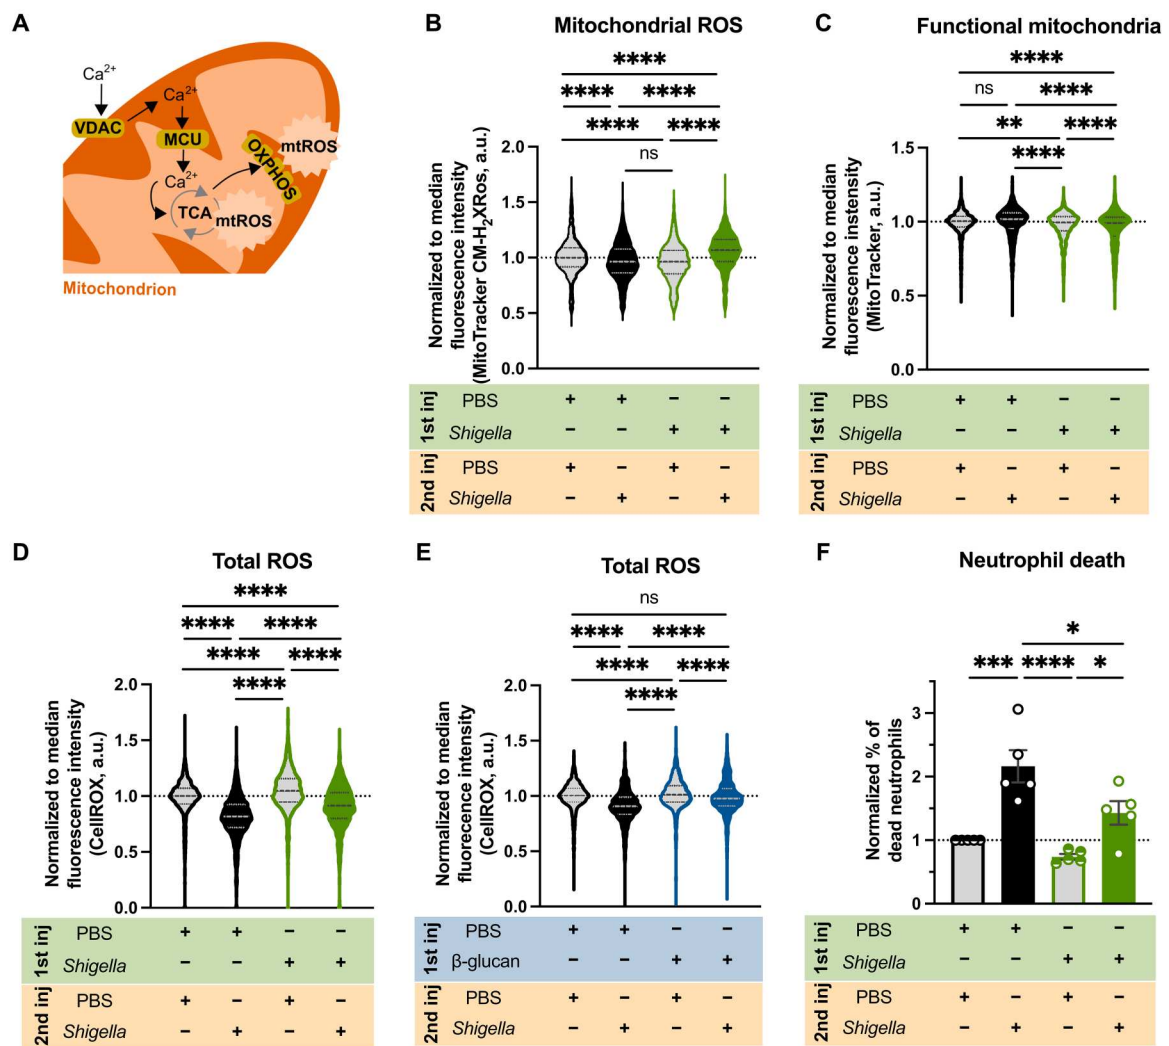 A
Ca2+
Ca2+
VDAC
MCU
OXPHOS
mtROS
Ca2+
TCA
mtROS
Mitochondrion
B
Mitochondrial ROS
****
**** ****
**** ****
ns
Normalized to median
fluorescence intensity
(MitoTracker CM-H2XRos, a.u.)
2.0
1.5
1.0
0.5
0.0
1st inj
PBS + + – –
Shigella – – + +
2nd inj
PBS + – + –
Shigella – + – +
C
Functional mitochondria
****
ns ****
** ****
****
Normalized to median
fluorescence instensity
(MitoTracker, a.u.)
1.5
1.0
0.5
0.0
1st inj
PBS + + – –
Shigella – – + +
2nd inj
PBS + – + –
Shigella – + – +
D
Total ROS
****
**** ****
**** ****
****
Normalized to median
fluorescence intensity
(CellROX, a.u.)
2.0
1.5
1.0
0.5
0.0
1st inj
PBS + + – –
Shigella – – + +
2nd inj
PBS + – + –
Shigella – + – +
E
Total ROS
ns
**** ****
**** ****
****
Normalized to median
fluorecence intensity
(CellROX, a.u.)
2.0
1.5
1.0
0.5
0.0
1st inj
PBS + + – –
β-glucan – – + +
2nd inj
PBS + – + –
Shigella – + – +
F
Neutrophil death
*
*** **** *
Normalized % of
dead neutrophils
3
2
1
0
1st inj
PBS + + – –
Shigella – – + +
2nd inj
PBS + – + –
Shigella – + – +